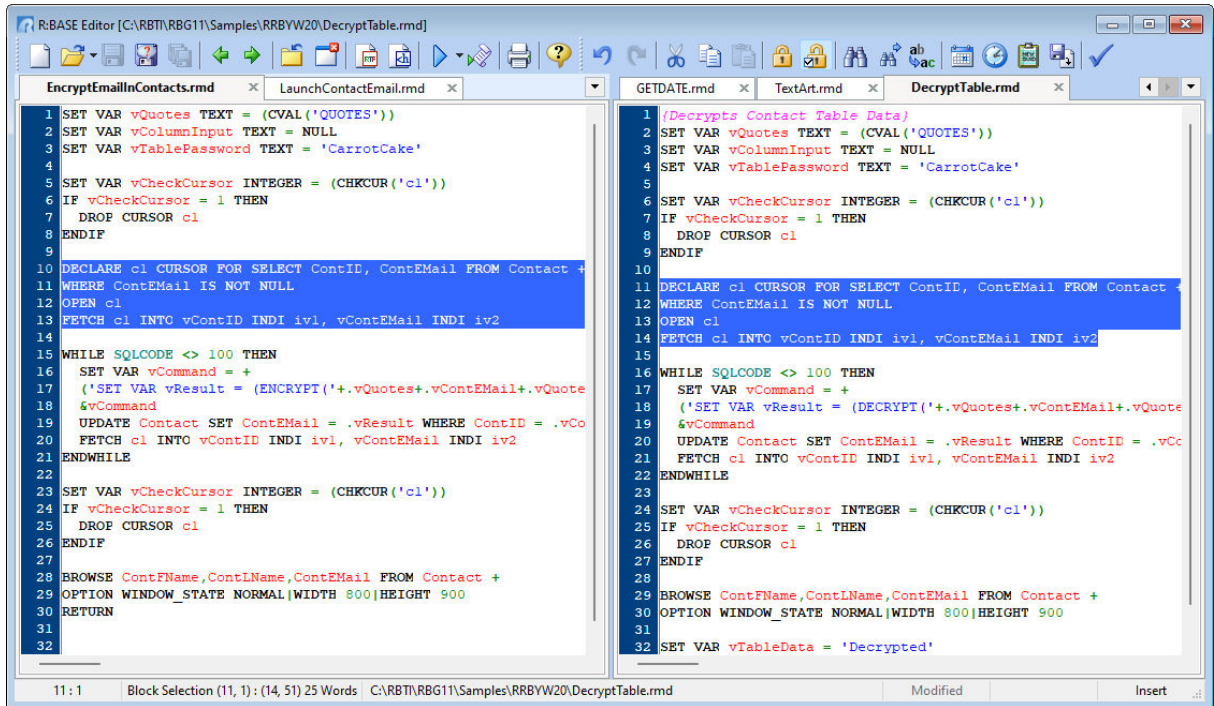 R:BASE Editor [C:\RBTI\RBG11\Samples\RRBYW20\DecryptTable.rmd]
EncryptEmailInContacts.rmd LaunchContactEmail.rmd
1 SET VAR vQuotes TEXT = (CVAL('QUOTES'))
2 SET VAR vColumnInput TEXT = NULL
3 SET VAR vTablePassword TEXT = 'CarrotCake'
4
5 SET VAR vCheckCursor INTEGER = (CHKCUR('c1'))
6 IF vCheckCursor = 1 THEN
7 DROP CURSOR c1
8 ENDIF
9
10 DECLARE c1 CURSOR FOR SELECT ContID, ContEMail FROM Contact +
11 WHERE ContEMail IS NOT NULL
12 OPEN c1
13 FETCH c1 INTO vContID INDI iv1, vContEMail INDI iv2
14
15 WHILE SQLCODE <> 100 THEN
16 SET VAR vCommand = +
17 ('SET VAR vResult = (ENCRYPT('+.vQuotes+.vContEMail+.vQuote
18 &vCommand
19 UPDATE Contact SET ContEMail = .vResult WHERE ContID = .vCo
20 FETCH c1 INTO vContID INDI iv1, vContEMail INDI iv2
21 ENDWHILE
22
23 SET VAR vCheckCursor INTEGER = (CHKCUR('c1'))
24 IF vCheckCursor = 1 THEN
25 DROP CURSOR c1
26 ENDIF
27
28 BROWSE ContFName,ContLName,ContEMail FROM Contact +
29 OPTION WINDOW_STATE NORMAL|WIDTH 800|HEIGHT 900
30 RETURN
31
32
GETDATE.rmd TextArt.rmd DecryptTable.rmd
1 {Decrypts Contact Table Data}
2 SET VAR vQuotes TEXT = (CVAL('QUOTES'))
3 SET VAR vColumnInput TEXT = NULL
4 SET VAR vTablePassword TEXT = 'CarrotCake'
5
6 SET VAR vCheckCursor INTEGER = (CHKCUR('c1'))
7 IF vCheckCursor = 1 THEN
8 DROP CURSOR c1
9 ENDIF
10
11 DECLARE c1 CURSOR FOR SELECT ContID, ContEMail FROM Contact +
12 WHERE ContEMail IS NOT NULL
13 OPEN c1
14 FETCH c1 INTO vContID INDI iv1, vContEMail INDI iv2
15
16 WHILE SQLCODE <> 100 THEN
17 SET VAR vCommand = +
18 ('SET VAR vResult = (DECRYPT('+.vQuotes+.vContEMail+.vQuote
19 &vCommand
20 UPDATE Contact SET ContEMail = .vResult WHERE ContID = .vCo
21 FETCH c1 INTO vContID INDI iv1, vContEMail INDI iv2
22 ENDWHILE
23
24 SET VAR vCheckCursor INTEGER = (CHKCUR('c1'))
25 IF vCheckCursor = 1 THEN
26 DROP CURSOR c1
27 ENDIF
28
29 BROWSE ContFName,ContLName,ContEMail FROM Contact +
30 OPTION WINDOW_STATE NORMAL|WIDTH 800|HEIGHT 900
31
32 SET VAR vTableData = 'Decrypted'
11 : 1 Block Selection (11, 1) : (14, 51) 25 Words C:\RBTI\RBG11\Samples\RRBYW20\DecryptTable.rmd Modified Insert